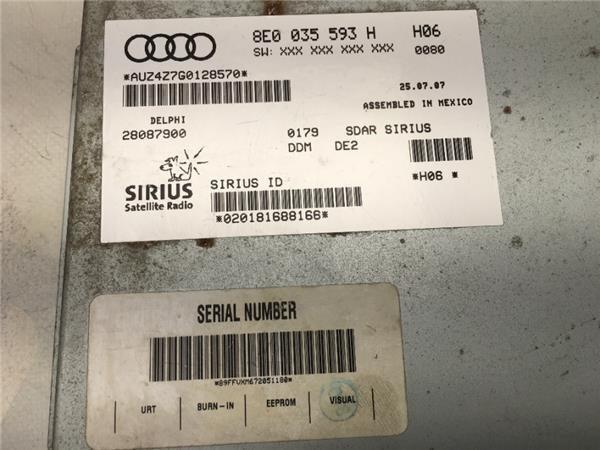 8E0 035 593 H H06
SW: XXX XXX XXX XXX 0080
*AUZ4Z7G0128570*
25.07.07
ASSEMBLED IN MEXICO
DELPHI
28087900 0179 SDAR SIRIUS
DDM DE2
SIRIUS
Satellite Radio
SIRIUS ID
*H06 *
*020181688166*
SERIAL NUMBER
*89FFVXM672051180*
URT BURN-IN EEPROM VISUAL